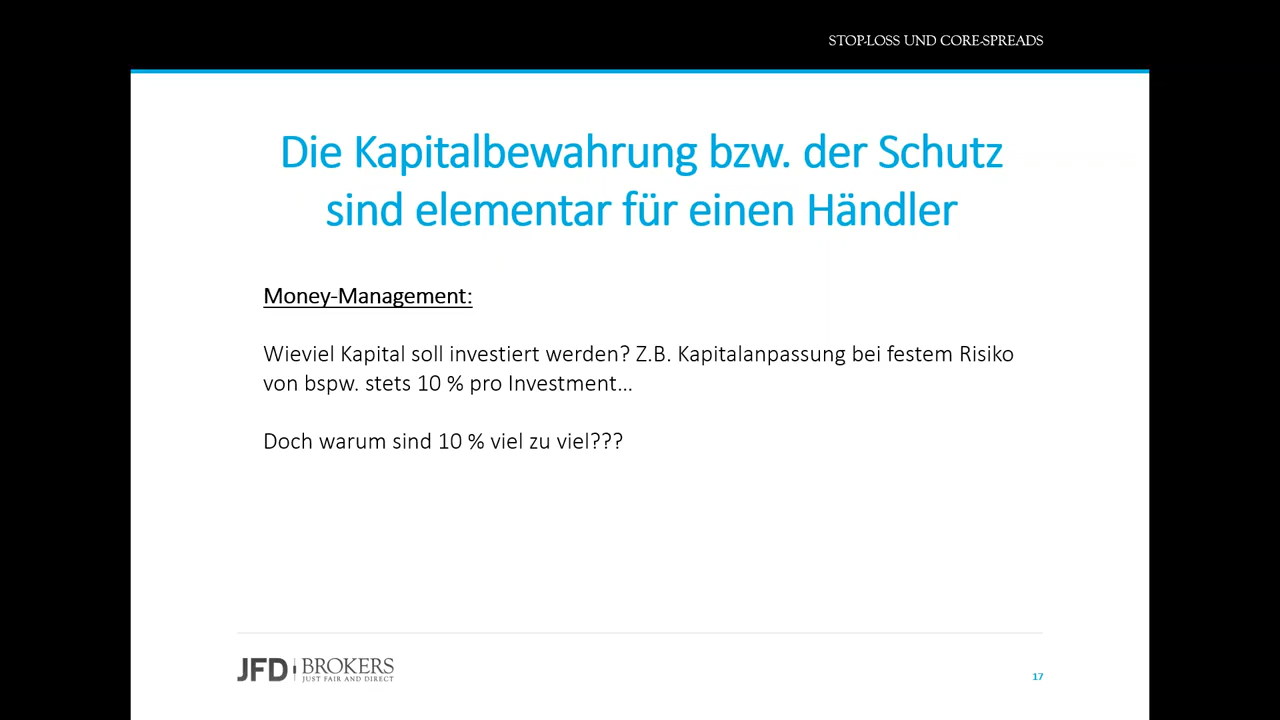 STOP-LOSS UND CORE-SPREADS
Die Kapitalbewahrung bzw. der Schutz
sind elementar für einen Händler
Money-Management:
Wieviel Kapital soll investiert werden? Z.B. Kapitalanpassung bei festem Risiko
von bspw. stets 10 % pro Investment...
Doch warum sind 10 % viel zu viel???
JFD BROKERS
JUST FAIR AND DIRECT
17